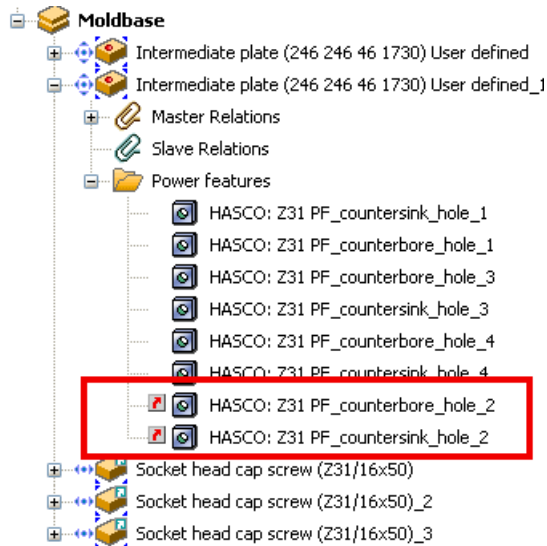 Moldbase
Intermediate plate (246 246 46 1730) User defined
Intermediate plate (246 246 46 1730) User defined_1
Master Relations
Slave Relations
Power features
HASCO: Z31 PF_countersink_hole_1
HASCO: Z31 PF_counterbore_hole_1
HASCO: Z31 PF_counterbore_hole_3
HASCO: Z31 PF_countersink_hole_3
HASCO: Z31 PF_counterbore_hole_4
HASCO: Z31 PF_countersink_hole_4
HASCO: Z31 PF_counterbore_hole_2
HASCO: Z31 PF_countersink_hole_2
Socket head cap screw (Z31/16x50)
Socket head cap screw (Z31/16x50)_2
Socket head cap screw (Z31/16x50)_3